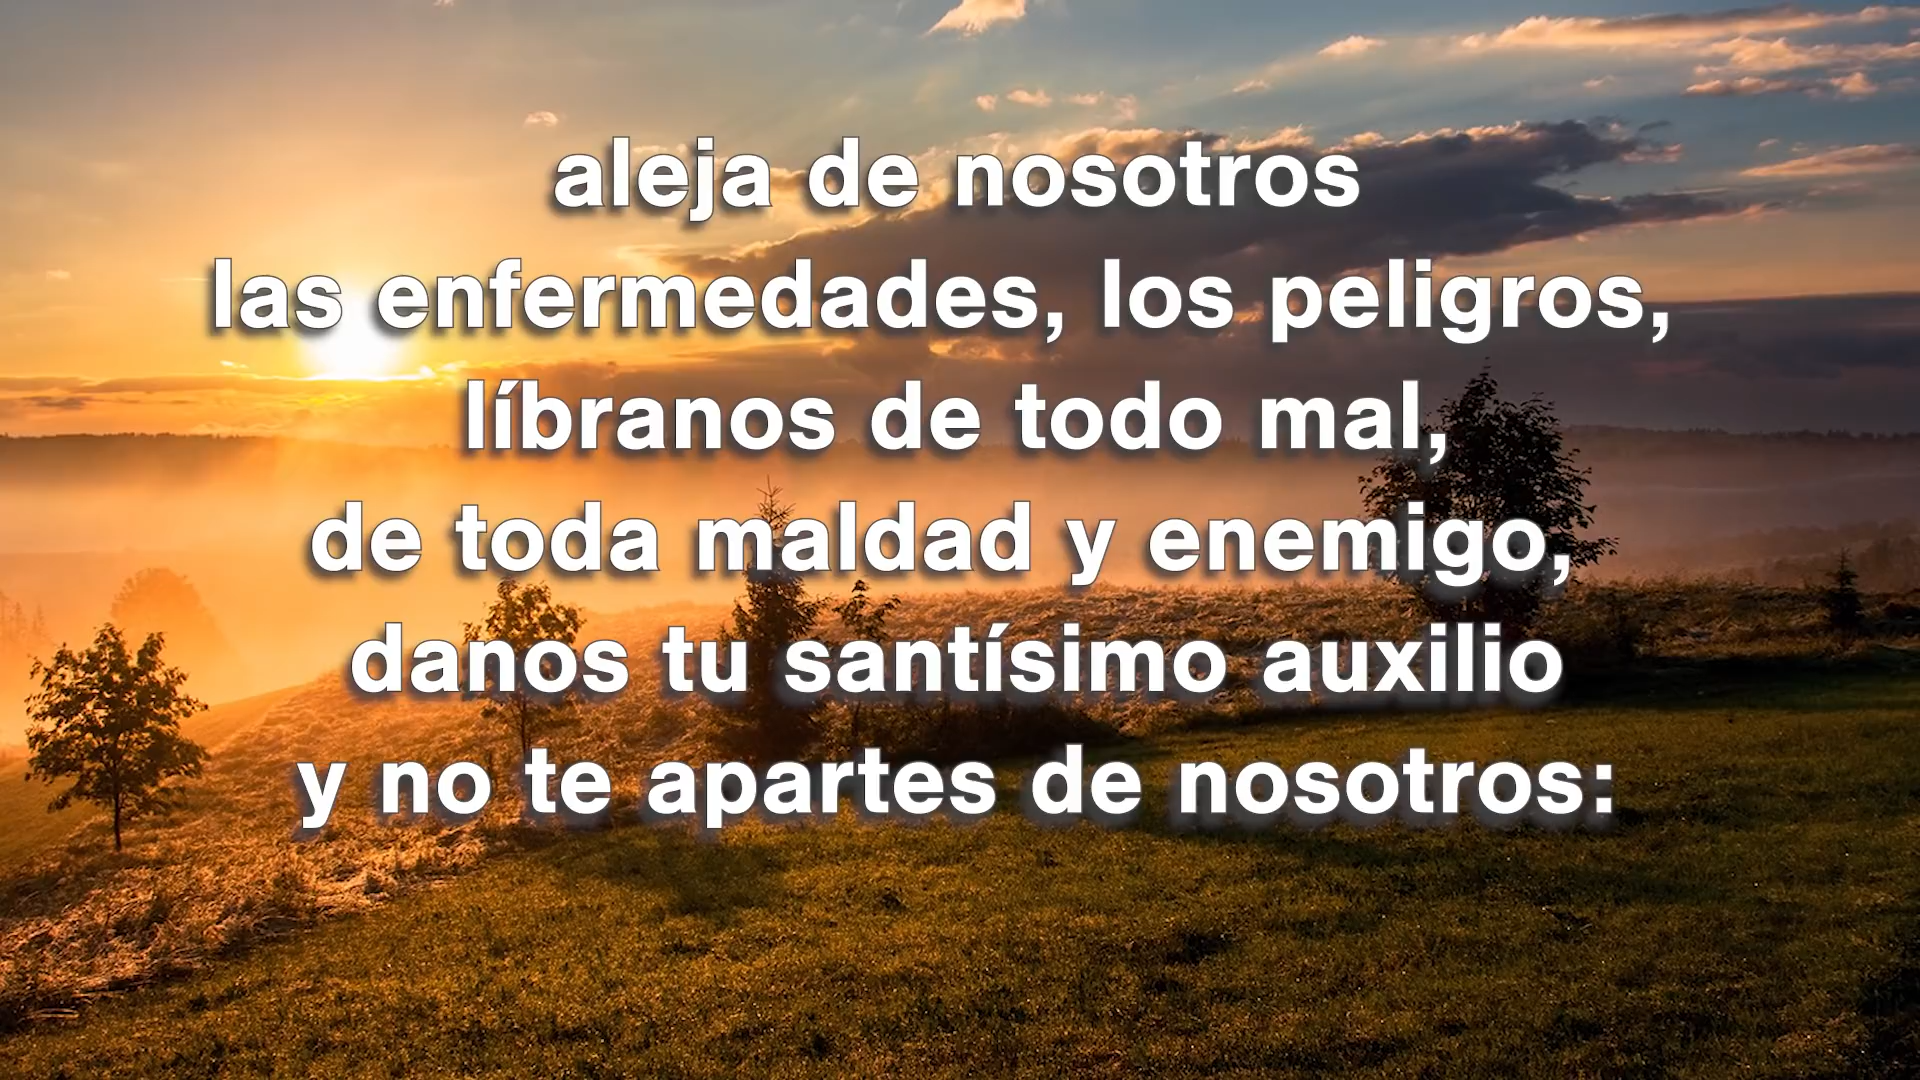 aleja de nosotros
las enfermedades, los peligros,
líbranos de todo mal,
de toda maldad y enemigo,
danos tu santísimo auxilio
y no te apartes de nosotros: